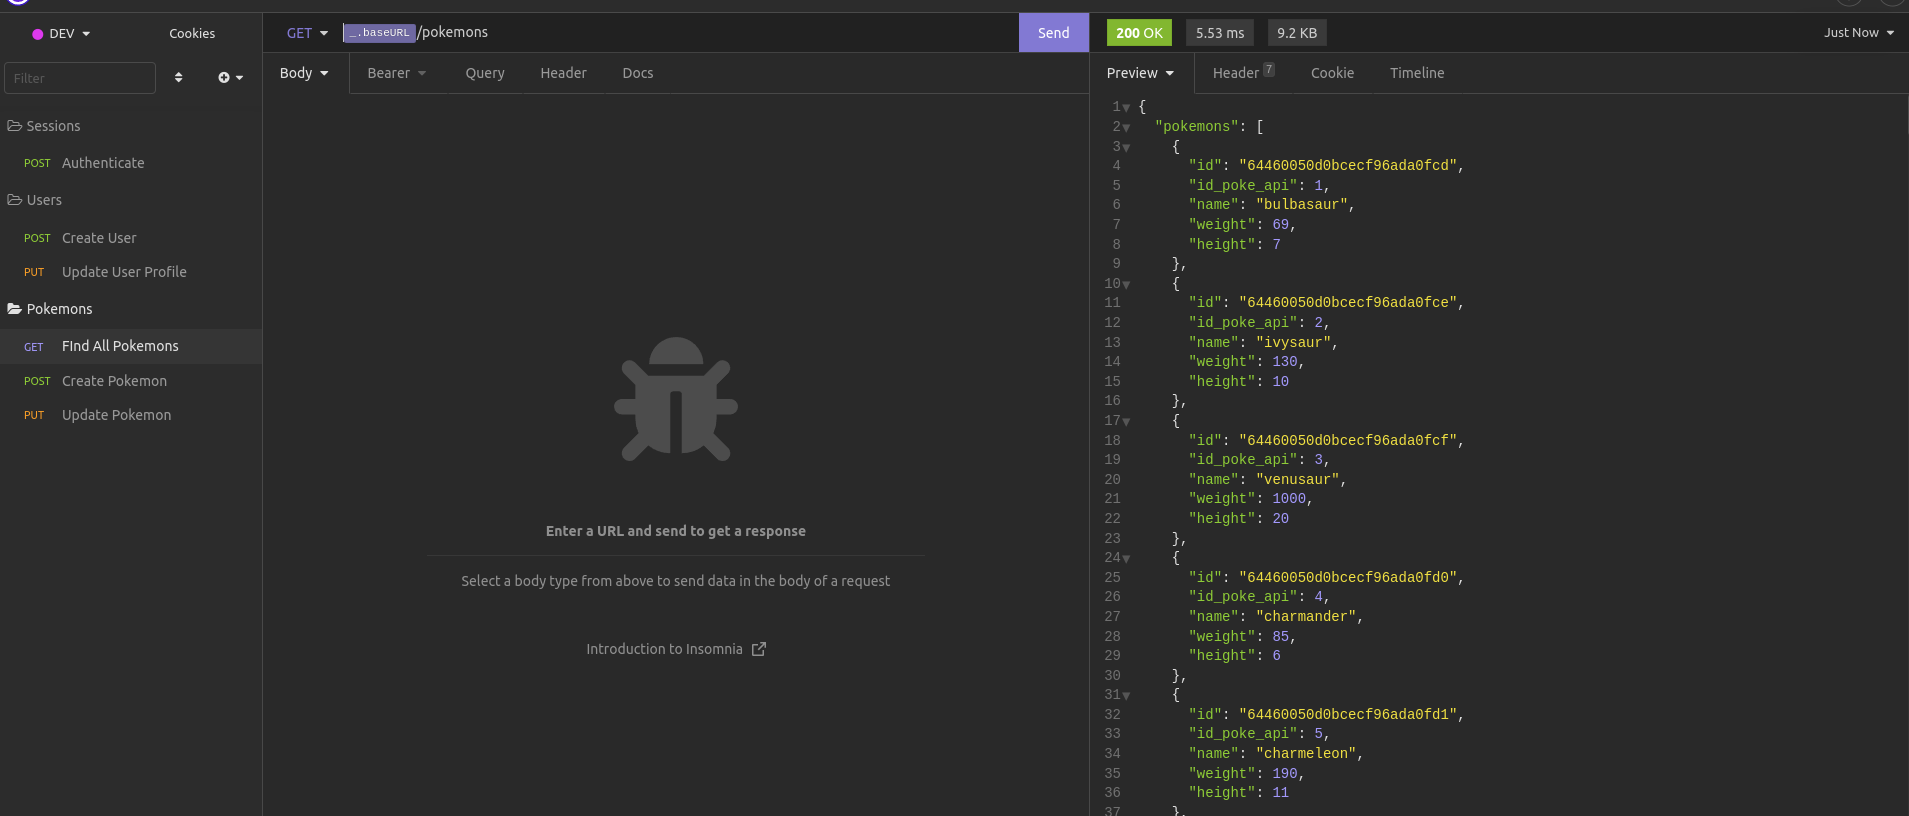 DEV
Cookies
Filter
Sessions
POST Authenticate
Users
POST Create User
PUT Update User Profile
Pokemons
GET FInd All Pokemons
POST Create Pokemon
PUT Update Pokemon
GET _.baseURL/pokemons
Send
Body Bearer Query Header Docs
Enter a URL and send to get a response
Select a body type from above to send data in the body of a request
Introduction to Insomnia
200 OK 5.53 ms 9.2 KB Just Now
Preview Header 7 Cookie Timeline
1 {
2 "pokemons": [
3 {
4 "id": "64460050d0bcecf96ada0fcd",
5 "id_poke_api": 1,
6 "name": "bulbasaur",
7 "weight": 69,
8 "height": 7
9 },
10 {
11 "id": "64460050d0bcecf96ada0fce",
12 "id_poke_api": 2,
13 "name": "ivysaur",
14 "weight": 130,
15 "height": 10
16 },
17 {
18 "id": "64460050d0bcecf96ada0fcf",
19 "id_poke_api": 3,
20 "name": "venusaur",
21 "weight": 1000,
22 "height": 20
23 },
24 {
25 "id": "64460050d0bcecf96ada0fd0",
26 "id_poke_api": 4,
27 "name": "charmander",
28 "weight": 85,
29 "height": 6
30 },
31 {
32 "id": "64460050d0bcecf96ada0fd1",
33 "id_poke_api": 5,
34 "name": "charmeleon",
35 "weight": 190,
36 "height": 11
37 },